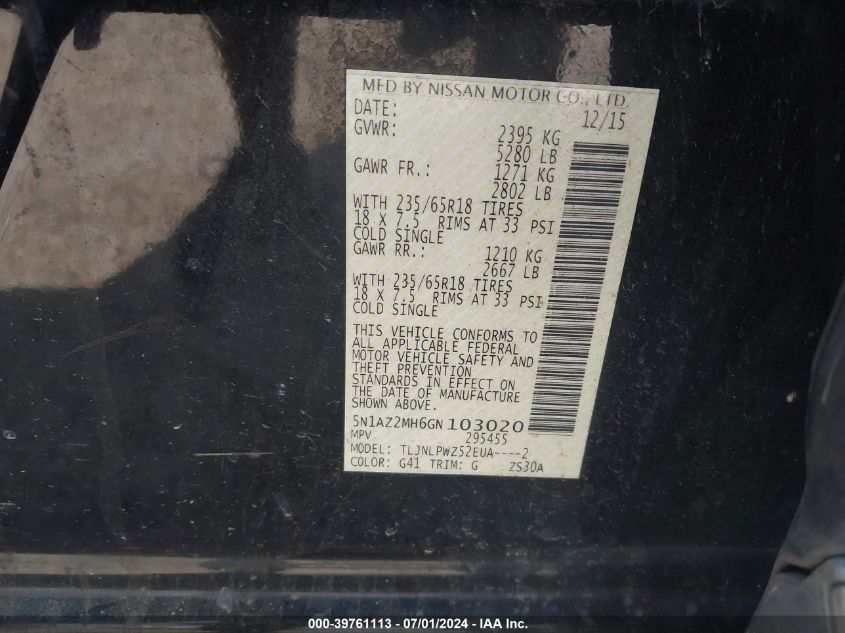 MFD BY NISSAN MOTOR CO., LTD.
DATE: 12/15
GVWR: 2395 KG
5280 LB
GAWR FR.: 1271 KG
2802 LB
WITH 235/65R18 TIRES
18 X 7.5 RIMS AT 33 PSI
COLD SINGLE
GAWR RR.: 1210 KG
2667 LB
WITH 235/65R18 TIRES
18 X 7.5 RIMS AT 33 PSI
COLD SINGLE
THIS VEHICLE CONFORMS TO
ALL APPLICABLE FEDERAL
MOTOR VEHICLE SAFETY AND
THEFT PREVENTION
STANDARDS IN EFFECT ON
THE DATE OF MANUFACTURE
SHOWN ABOVE.
5N1AZ2MH6GN103020
MPV 295455
MODEL: TLJNLPWZ52EUA----2
COLOR: G41 TRIM: G ZS30A
000-39761113 - 07/01/2024 - COPYRIGHT IAA, Inc.